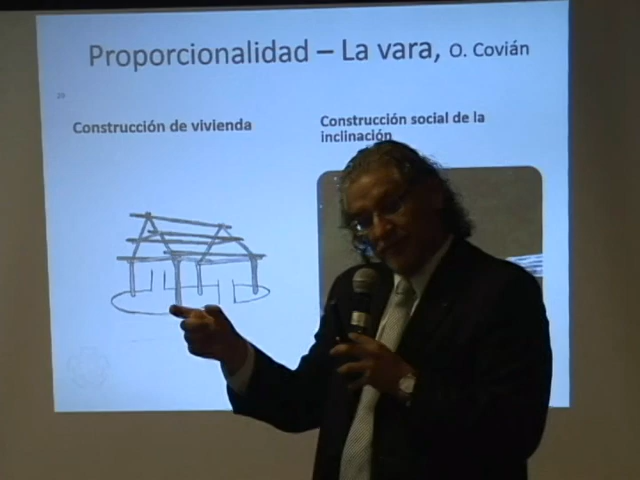 Proporcionalidad – La vara, O. Covián
Construcción de vivienda
Construcción social de la
inclinación